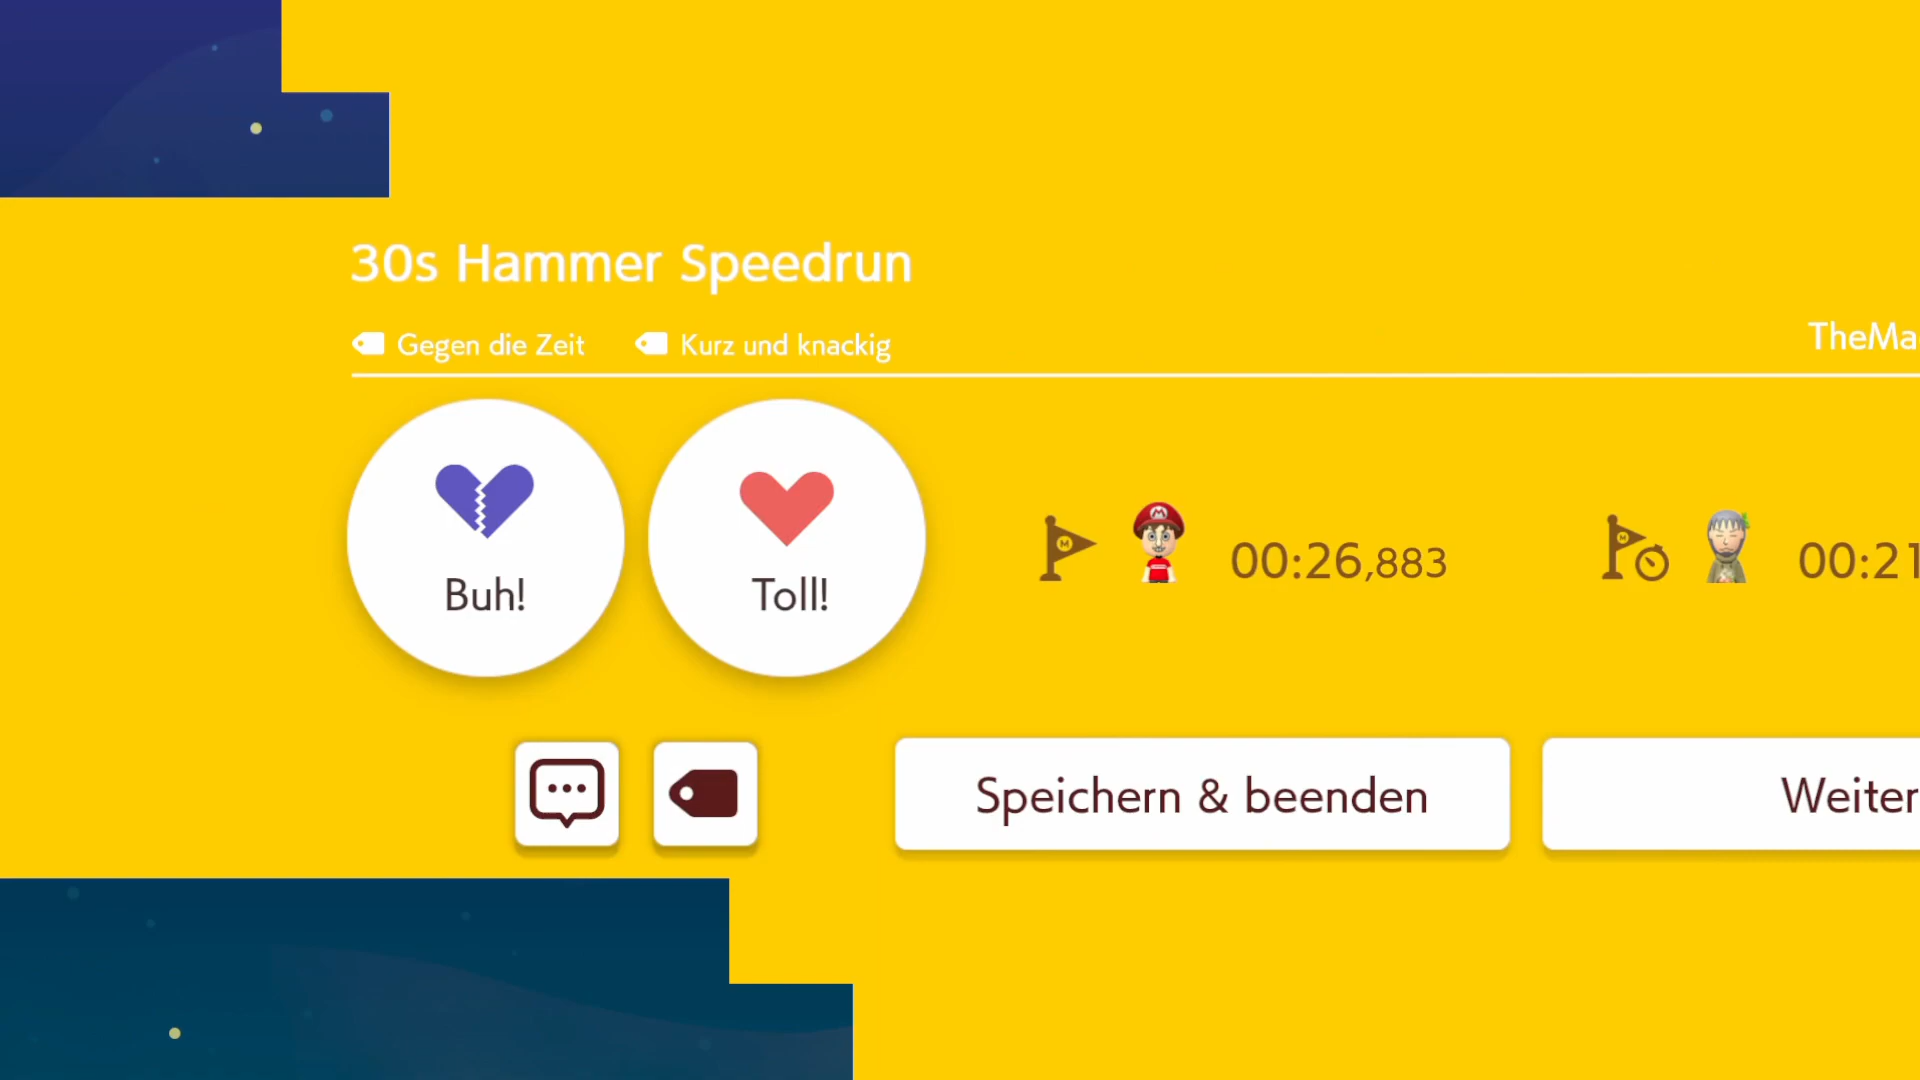 30s Hammer Speedrun
Gegen die Zeit Kurz und knackig
TheMa
00:26,883 00:21
Buh! Toll!
Speichern & beenden Weiter